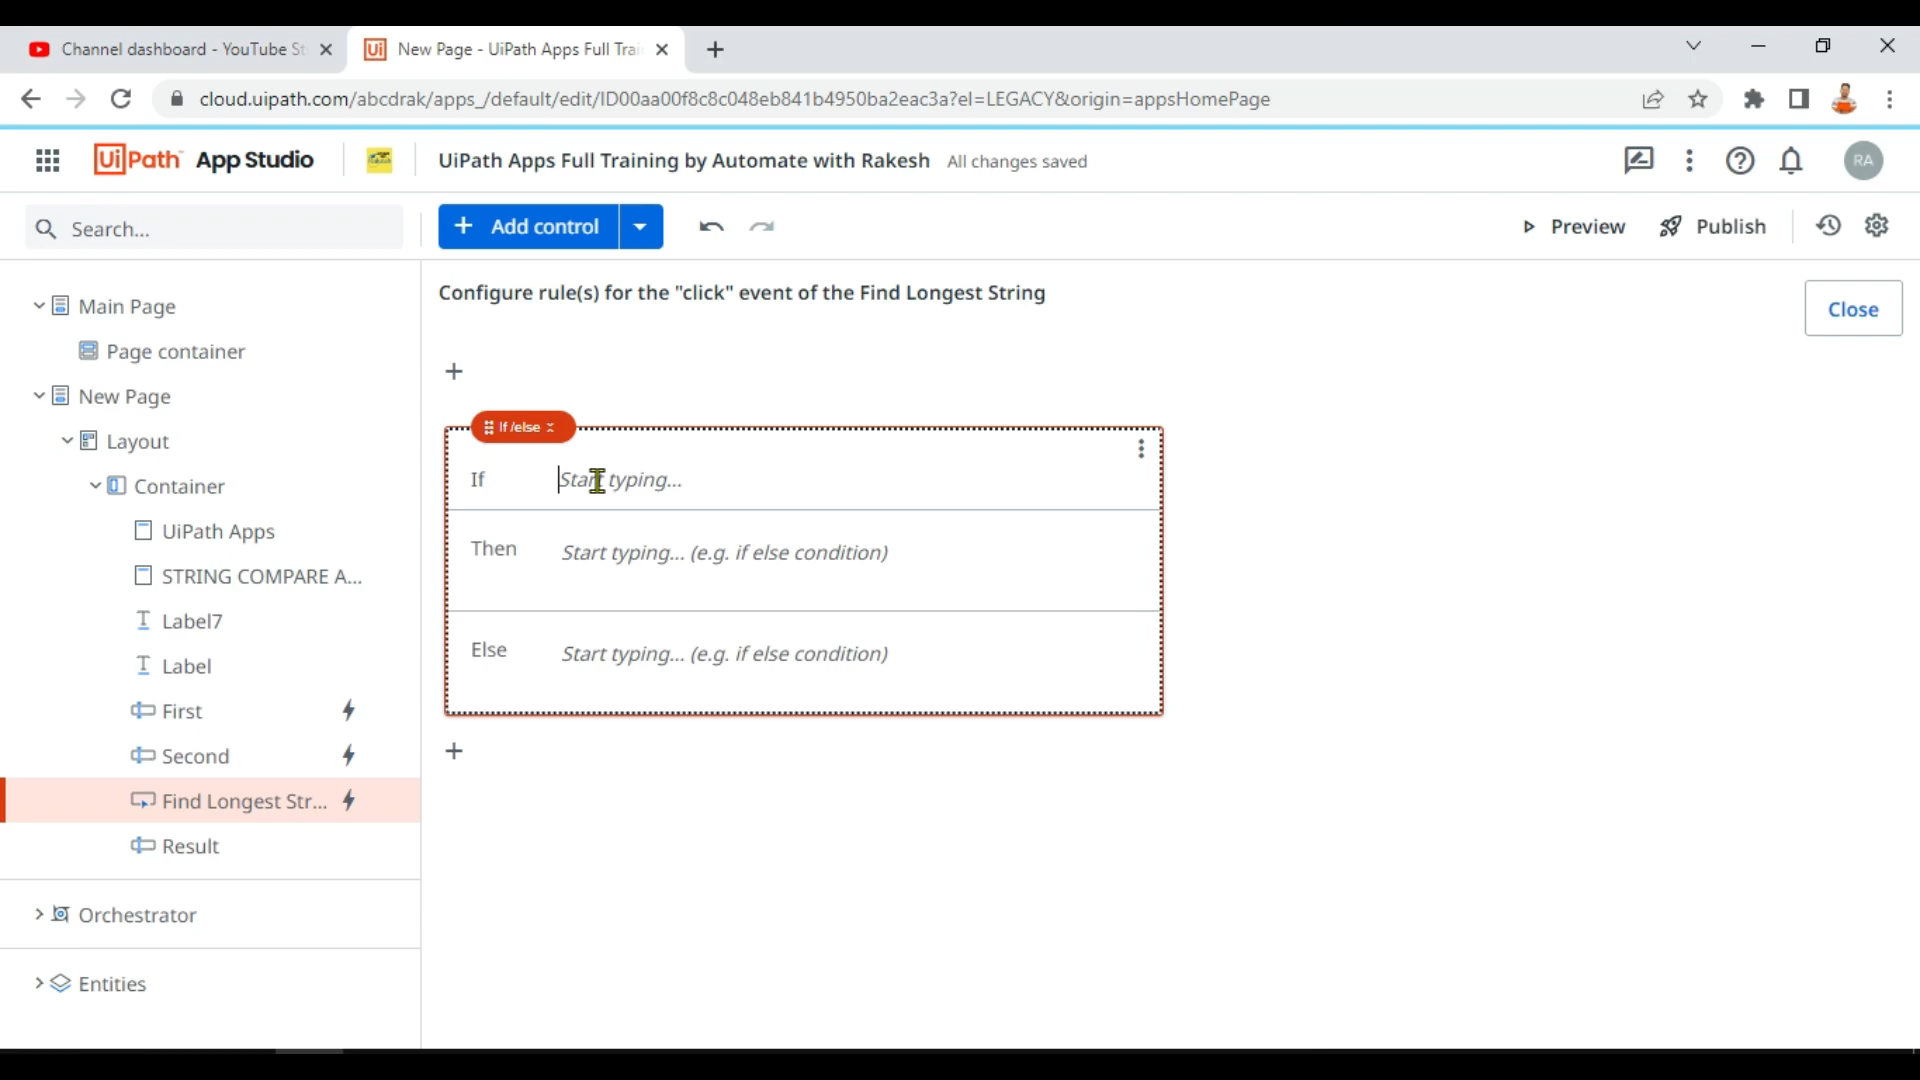 Channel dashboard - YouTube St
New Page - UiPath Apps Full Trai
cloud.uipath.com/abcdrak/apps_/default/edit/ID00aa00f8c8c048eb841b4950ba2eac3a?el=LEGACY&origin=appsHomePage
UiPath App Studio
UiPath Apps Full Training by Automate with Rakesh All changes saved
RA
Search...
Add control
Preview
Publish
Configure rule(s) for the "click" event of the Find Longest String
Close
Main Page
Page container
New Page
Layout
Container
UiPath Apps
STRING COMPARE A...
Label7
Label
First
Second
Find Longest Str...
Result
Orchestrator
Entities
If /else
If Start typing...
Then Start typing... (e.g. if else condition)
Else Start typing... (e.g. if else condition)